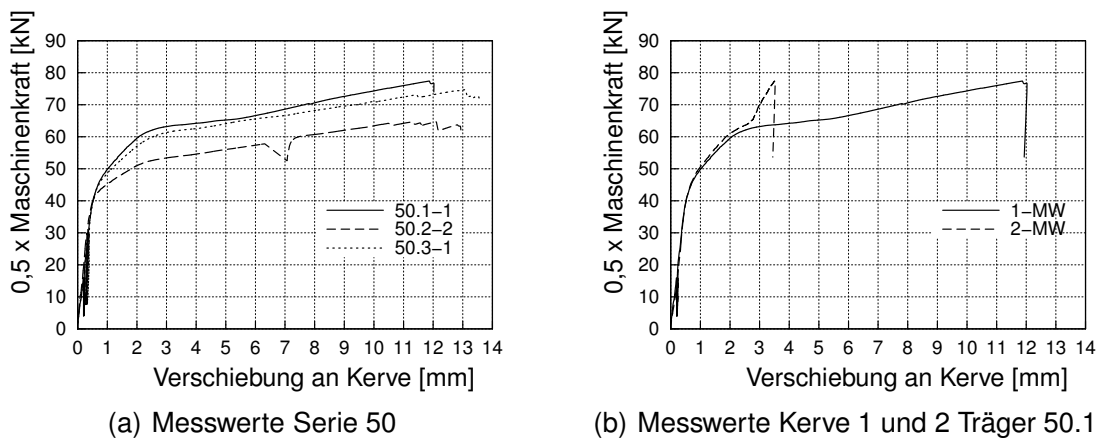 0,5 x Maschinenkraft [kN]
90
80
70
60
50
40
30
20
10
0
50.1−1
50.2−2
50.3−1
0 1 2 3 4 5 6 7 8 9 10 11 12 13 14
Verschiebung an Kerve [mm]
(a) Messwerte Serie 50
0,5 x Maschinenkraft [kN]
90
80
70
60
50
40
30
20
10
0
1−MW
2−MW
0 1 2 3 4 5 6 7 8 9 10 11 12 13 14
Verschiebung an Kerve [mm]
(b) Messwerte Kerve 1 und 2 Träger 50.1